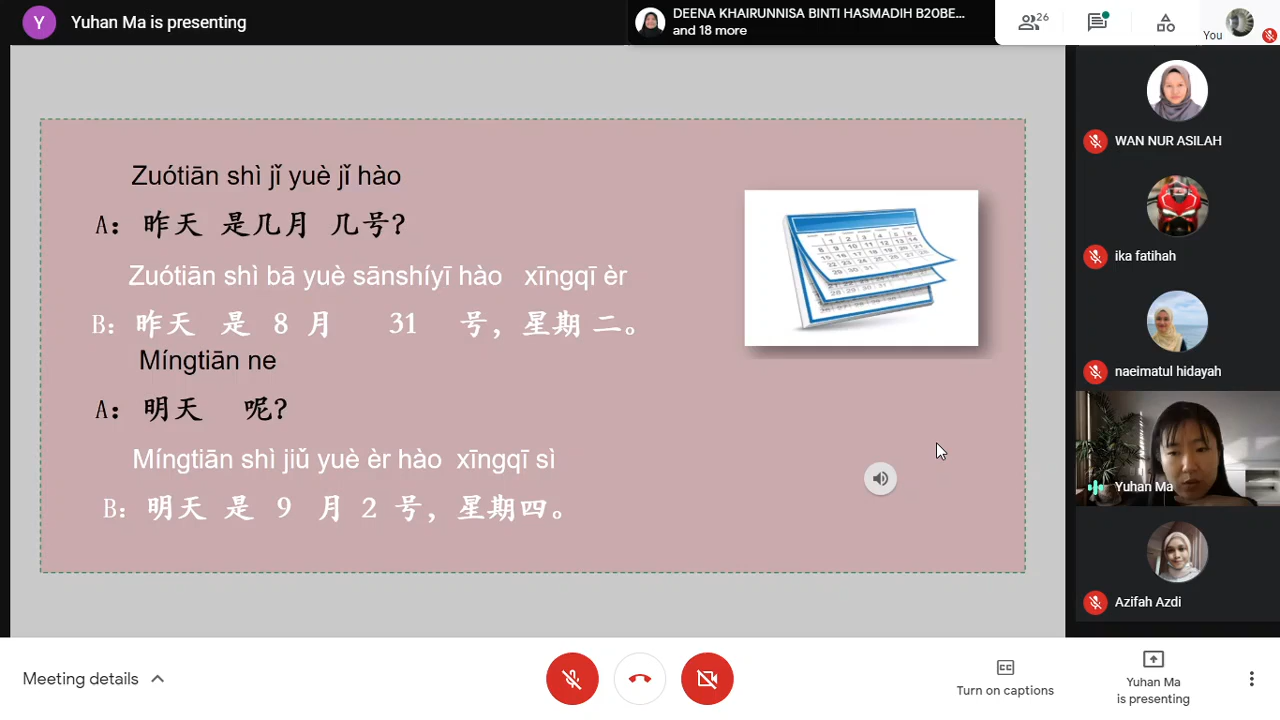 Y Yuhan Ma is presenting
DEENA KHAIRUNNISA BINTI HASMADIH B20BE...
and 18 more
26
You
Zuótiān shì jǐ yuè jǐ hào
A: 昨天 是几月 几号?
Zuótiān shì bā yuè sānshíyī hào xīngqī èr
B: 昨天 是 8 月 31 号, 星期 二。
Míngtiān ne
A: 明天 呢?
Míngtiān shì jiǔ yuè èr hào xīngqī sì
B: 明天 是 9 月 2 号, 星期四。
WAN NUR ASILAH
ika fatihah
naeimatul hidayah
Yuhan Ma
Azifah Azdi
Meeting details
CC
Turn on captions
Yuhan Ma
is presenting